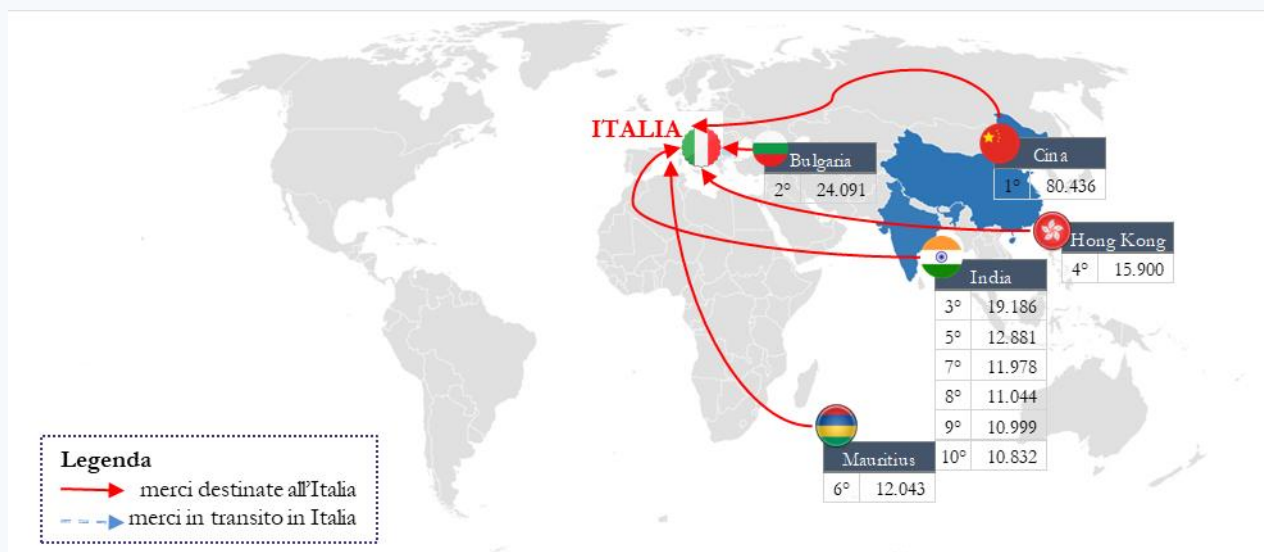 ITALIA
Bulgaria
2° 24.091
Cina
1° 80.436
Hong Kong
4° 15.900
India
3° 19.186
5° 12.881
7° 11.978
8° 11.044
9° 10.999
10° 10.832
Mauritius
6° 12.043
Legenda
merci destinate all'Italia
merci in transito in Italia